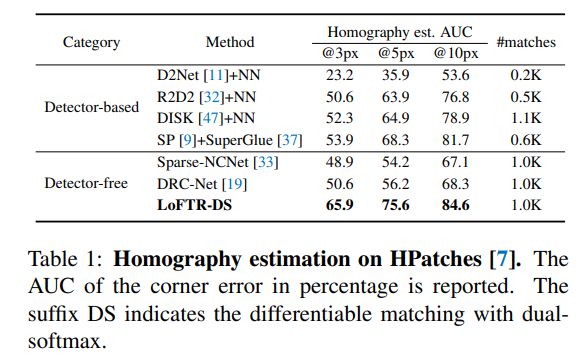 Category Method Homography est. AUC #matches
@3px @5px @10px
Detector-based D2Net [11]+NN 23.2 35.9 53.6 0.2K
R2D2 [32]+NN 50.6 63.9 76.8 0.5K
DISK [47]+NN 52.3 64.9 78.9 1.1K
SP [9]+SuperGlue [37] 53.9 68.3 81.7 0.6K
Detector-free Sparse-NCNet [33] 48.9 54.2 67.1 1.0K
DRC-Net [19] 50.6 56.2 68.3 1.0K
LoFTR-DS 65.9 75.6 84.6 1.0K
Table 1: Homography estimation on HPatches [7]. The
AUC of the corner error in percentage is reported. The
suffix DS indicates the differentiable matching with dual-
softmax.